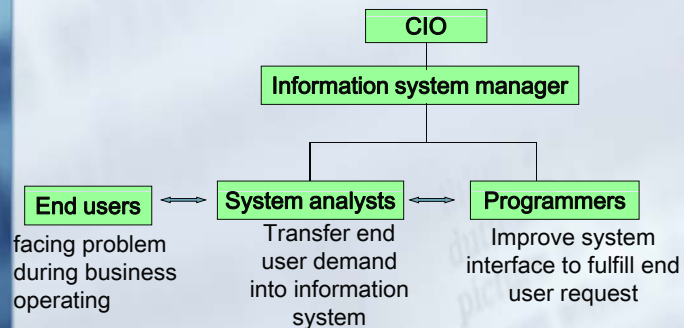 CIO
Information system manager
End users
facing problem
during business
operating
System analysts
Transfer end
user demand
into information
system
Programmers
Improve system
interface to fulfill end
user request